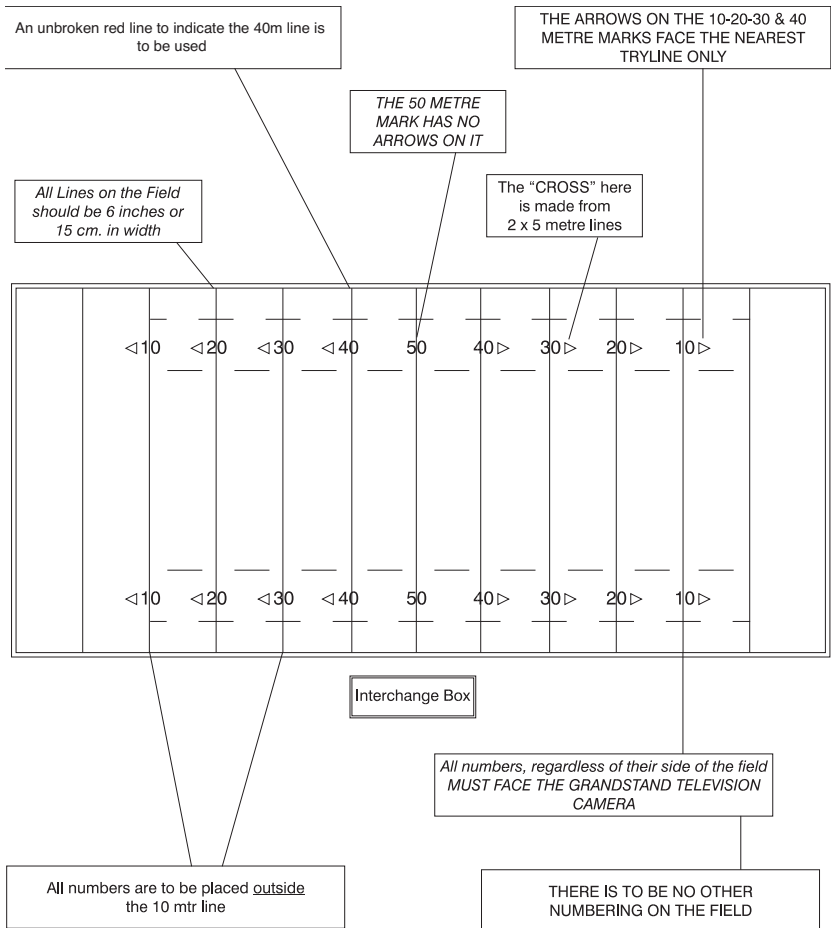 An unbroken red line to indicate the 40m line is
to be used
THE ARROWS ON THE 10-20-30 & 40
METRE MARKS FACE THE NEAREST
TRYLINE ONLY
THE 50 METRE
MARK HAS NO
ARROWS ON IT
All Lines on the Field
should be 6 inches or
15 cm. in width
The “CROSS” here
is made from
2 x 5 metre lines
◁10 ◁20 ◁30 ◁40 50 40▷ 30▷ 20▷ 10▷
◁10 ◁20 ◁30 ◁40 50 40▷ 30▷ 20▷ 10▷
Interchange Box
All numbers, regardless of their side of the field
MUST FACE THE GRANDSTAND TELEVISION
CAMERA
All numbers are to be placed outside
the 10 mtr line
THERE IS TO BE NO OTHER
NUMBERING ON THE FIELD